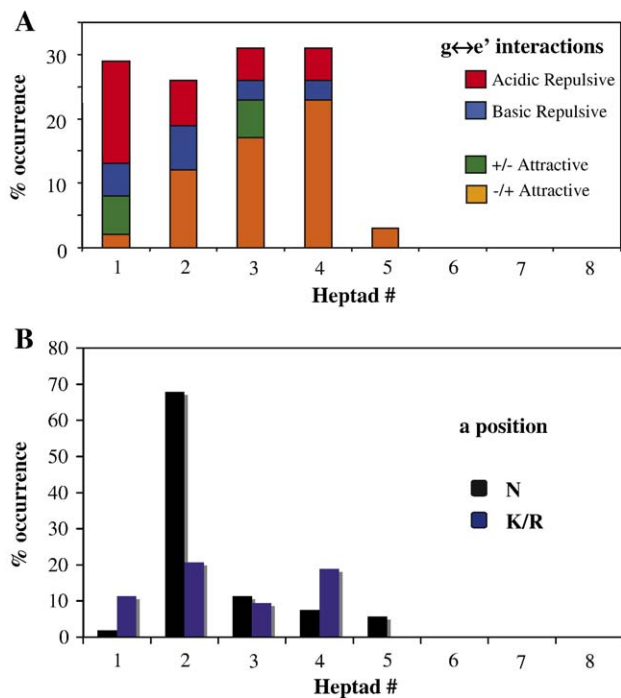 A
g↔e’ interactions
Acidic Repulsive
Basic Repulsive
+/- Attractive
-/+ Attractive
% occurrence
30
20
10
0
1 2 3 4 5 6 7 8
Heptad #
B
a position
N
K/R
% occurrence
80
70
60
50
40
30
20
10
0
1 2 3 4 5 6 7 8
Heptad #